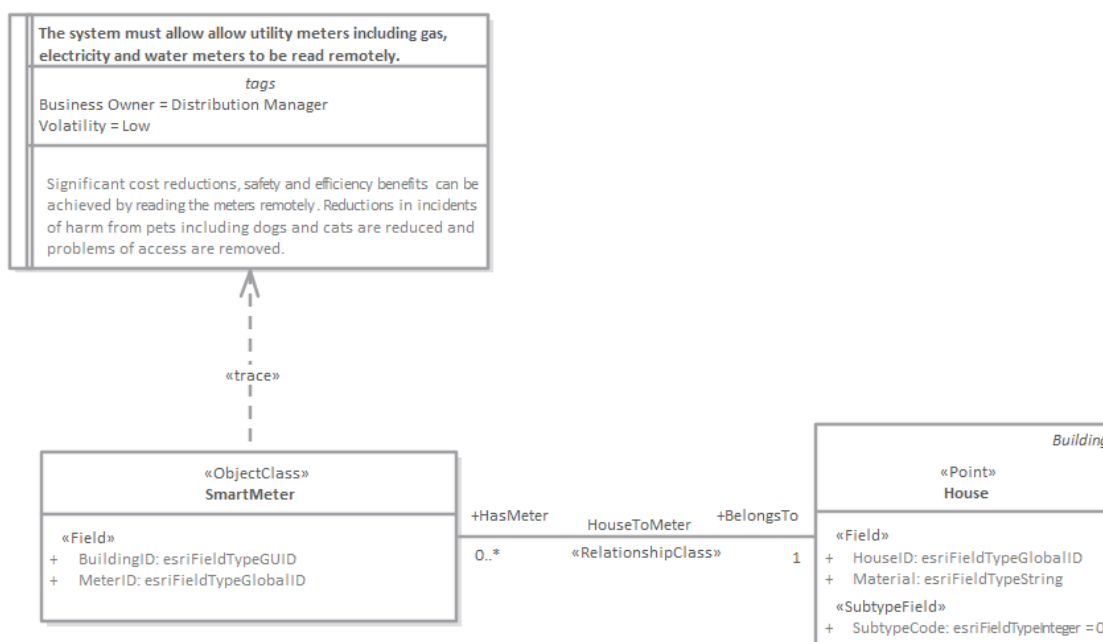 The system must allow allow utility meters including gas,
electricity and water meters to be read remotely.
tags
Business Owner = Distribution Manager
Volatility = Low
Significant cost reductions, safety and efficiency benefits can be
achieved by reading the meters remotely. Reductions in incidents
of harm from pets including dogs and cats are reduced and
problems of access are removed.
«trace»
«ObjectClass»
SmartMeter
«Field»
+ BuildingID: esriFieldTypeGUID
+ MeterID: esriFieldTypeGlobalID
+HasMeter
HouseToMeter
+BelongsTo
0..*
«RelationshipClass»
1
Building
«Point»
House
«Field»
+ HouseID: esriFieldTypeGlobalID
+ Material: esriFieldTypeString
«SubtypeField»
+ SubtypeCode: esriFieldTypeInteger = 0